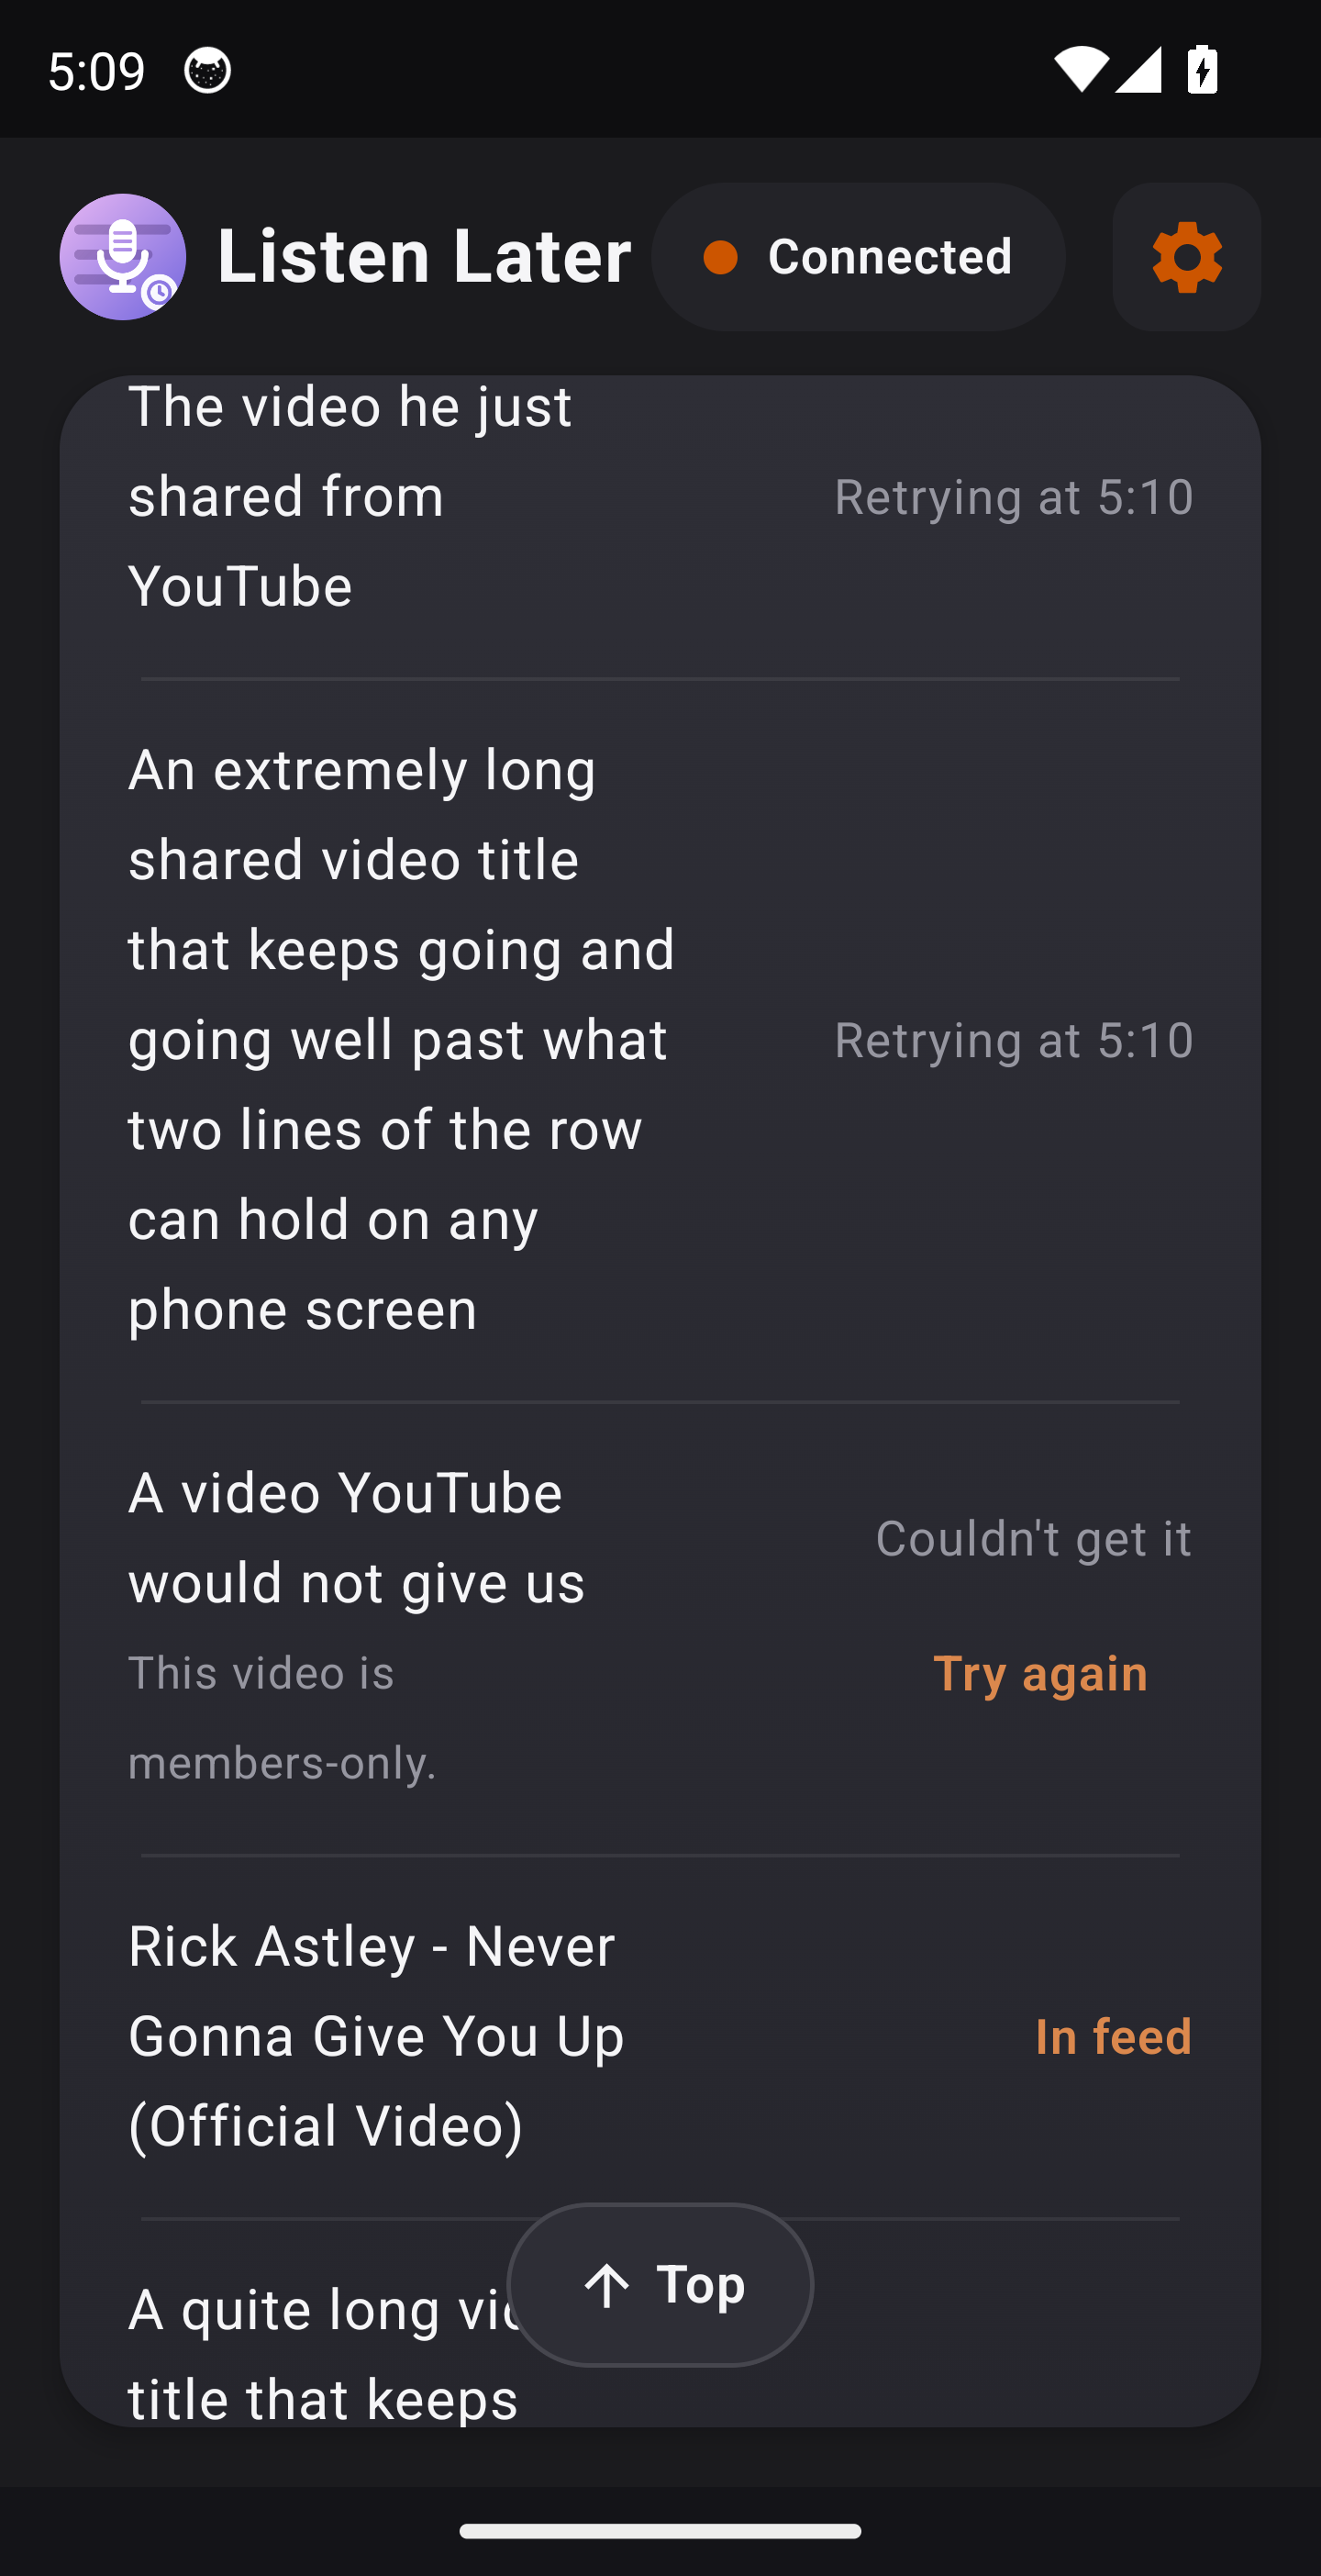 5:09
Listen Later
Connected
The video he just
shared from
YouTube
Retrying at 5:10
An extremely long
shared video title
that keeps going and
going well past what
two lines of the row
can hold on any
phone screen
Retrying at 5:10
A video YouTube
would not give us
This video is
members-only.
Couldn't get it
Try again
Rick Astley - Never
Gonna Give You Up
(Official Video)
In feed
A quite long
title that keeps
Top